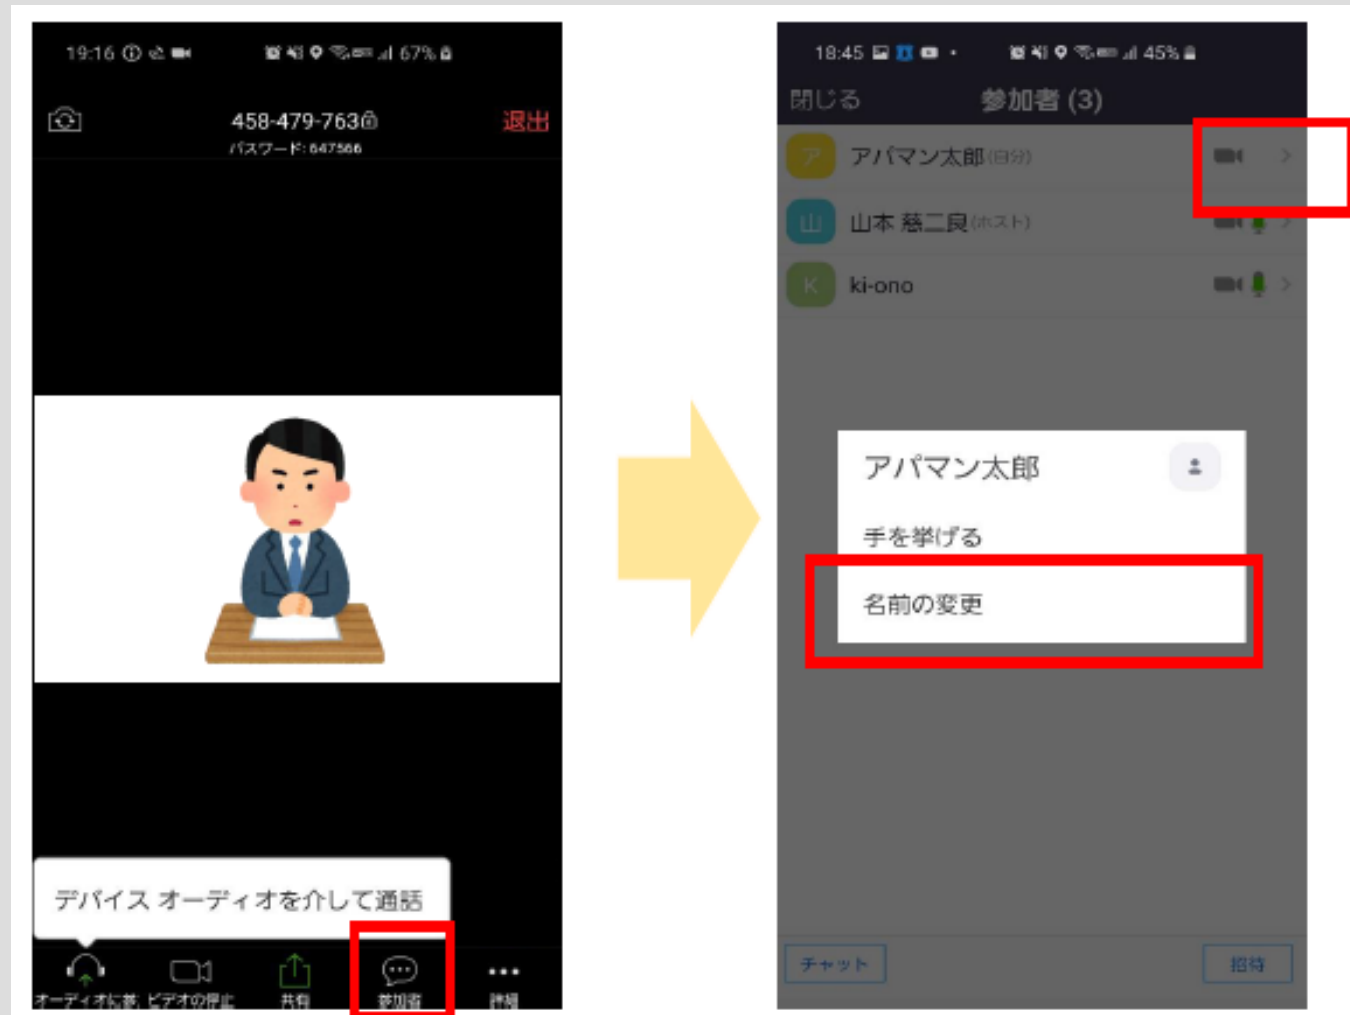 19:16
67%
458-479-763
退出
パスワード: 647566
デバイス オーディオを介して通話
オーディオに参
ビデオの停止
共有
参加者
詳細
18:45
45%
閉じる
参加者 (3)
ア
アパマン太郎(自分)
山
山本 慈二良(ホスト)
K
ki-ono
アパマン太郎
手を挙げる
名前の変更
チャット
招待